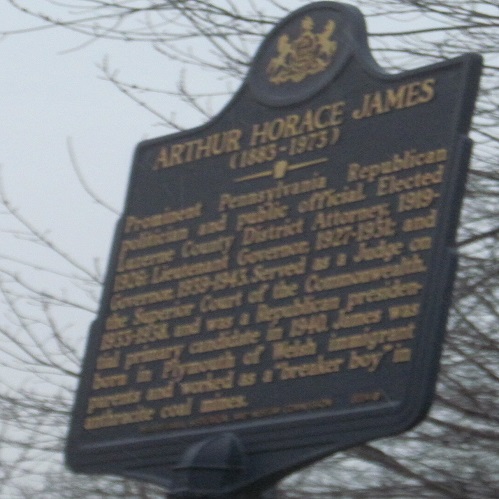 ARTHUR HORACE JAMES
(1883-1973)
Prominent Pennsylvania Republican
politician and public official. Elected
Luzerne County District Attorney, 1919-
1926; Lieutenant Governor, 1927-1931; and
Governor, 1939-1943. Served as a Judge on
the Superior Court of the Commonwealth,
and was a Republican presiden-
tial primary candidate in 1940. James was
born in Plymouth of Welsh immigrant
parents and worked as a "breaker boy" in
anthracite coal mines.